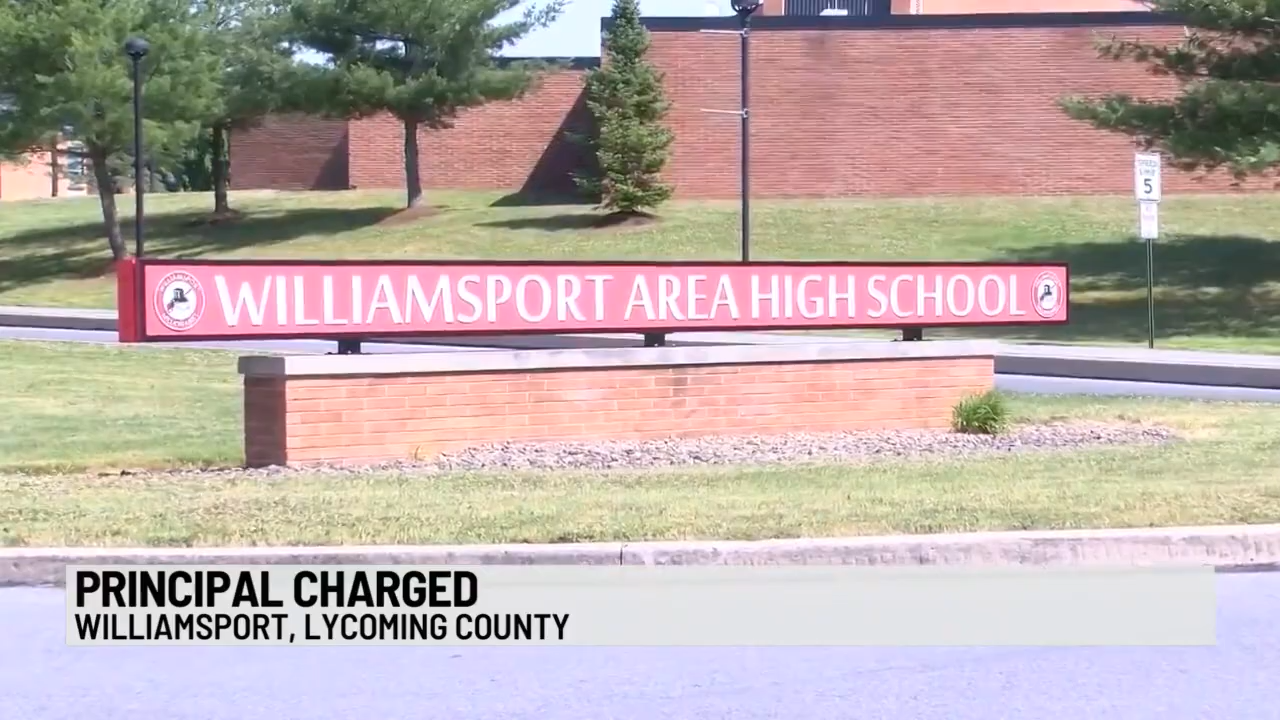 SPEED
LIMIT
5
WILLIAMSPORT AREA HIGH SCHOOL
PRINCIPAL CHARGED
WILLIAMSPORT, LYCOMING COUNTY